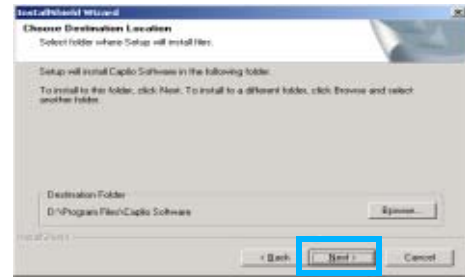 InstallShield Wizard
Choose Destination Location
Select folder where Setup will install files.
Setup will install Caplio Software in the following folder.
To install to this folder, click Next. To install to a different folder, click Browse and select
another folder.
Destination Folder
D:\Program Files\Caplio Software
Browse...
InstallShield
< Back
Next >
Cancel